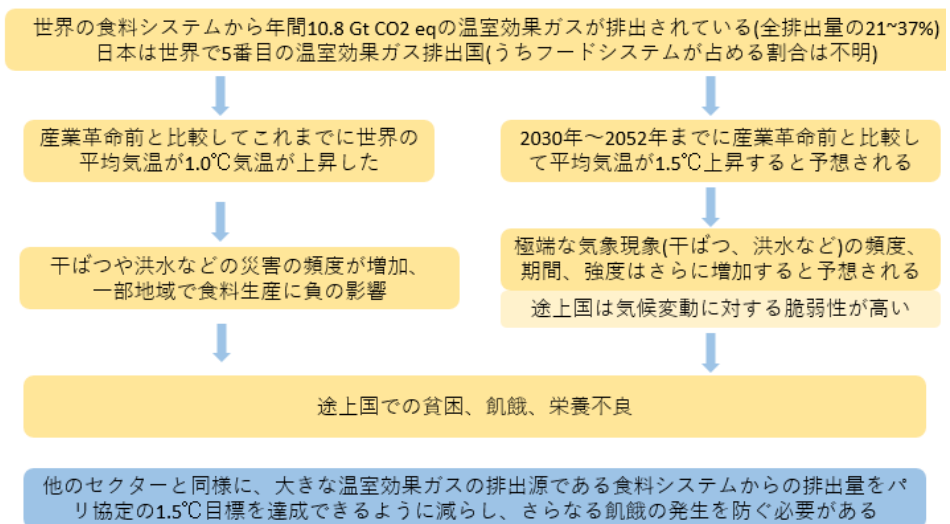 世界の食料システムから年間10.8 Gt CO2 eqの温室効果ガスが排出されている(全排出量の21~37%)
日本は世界で5番目の温室効果ガス排出国(うちフードシステムが占める割合は不明)
産業革命前と比較してこれまでに世界の
平均気温が1.0℃気温が上昇した
2030年～2052年までに産業革命前と比較し
て平均気温が1.5℃上昇すると予想される
干ばつや洪水などの災害の頻度が増加、
一部地域で食料生産に負の影響
極端な気象現象(干ばつ、洪水など)の頻度、
期間、強度はさらに増加すると予想される
途上国は気候変動に対する脆弱性が高い
途上国での貧困、飢餓、栄養不良
他のセクターと同様に、大きな温室効果ガスの排出源である食料システムからの排出量をパ
リ協定の1.5℃目標を達成できるように減らし、さらなる飢餓の発生を防ぐ必要がある